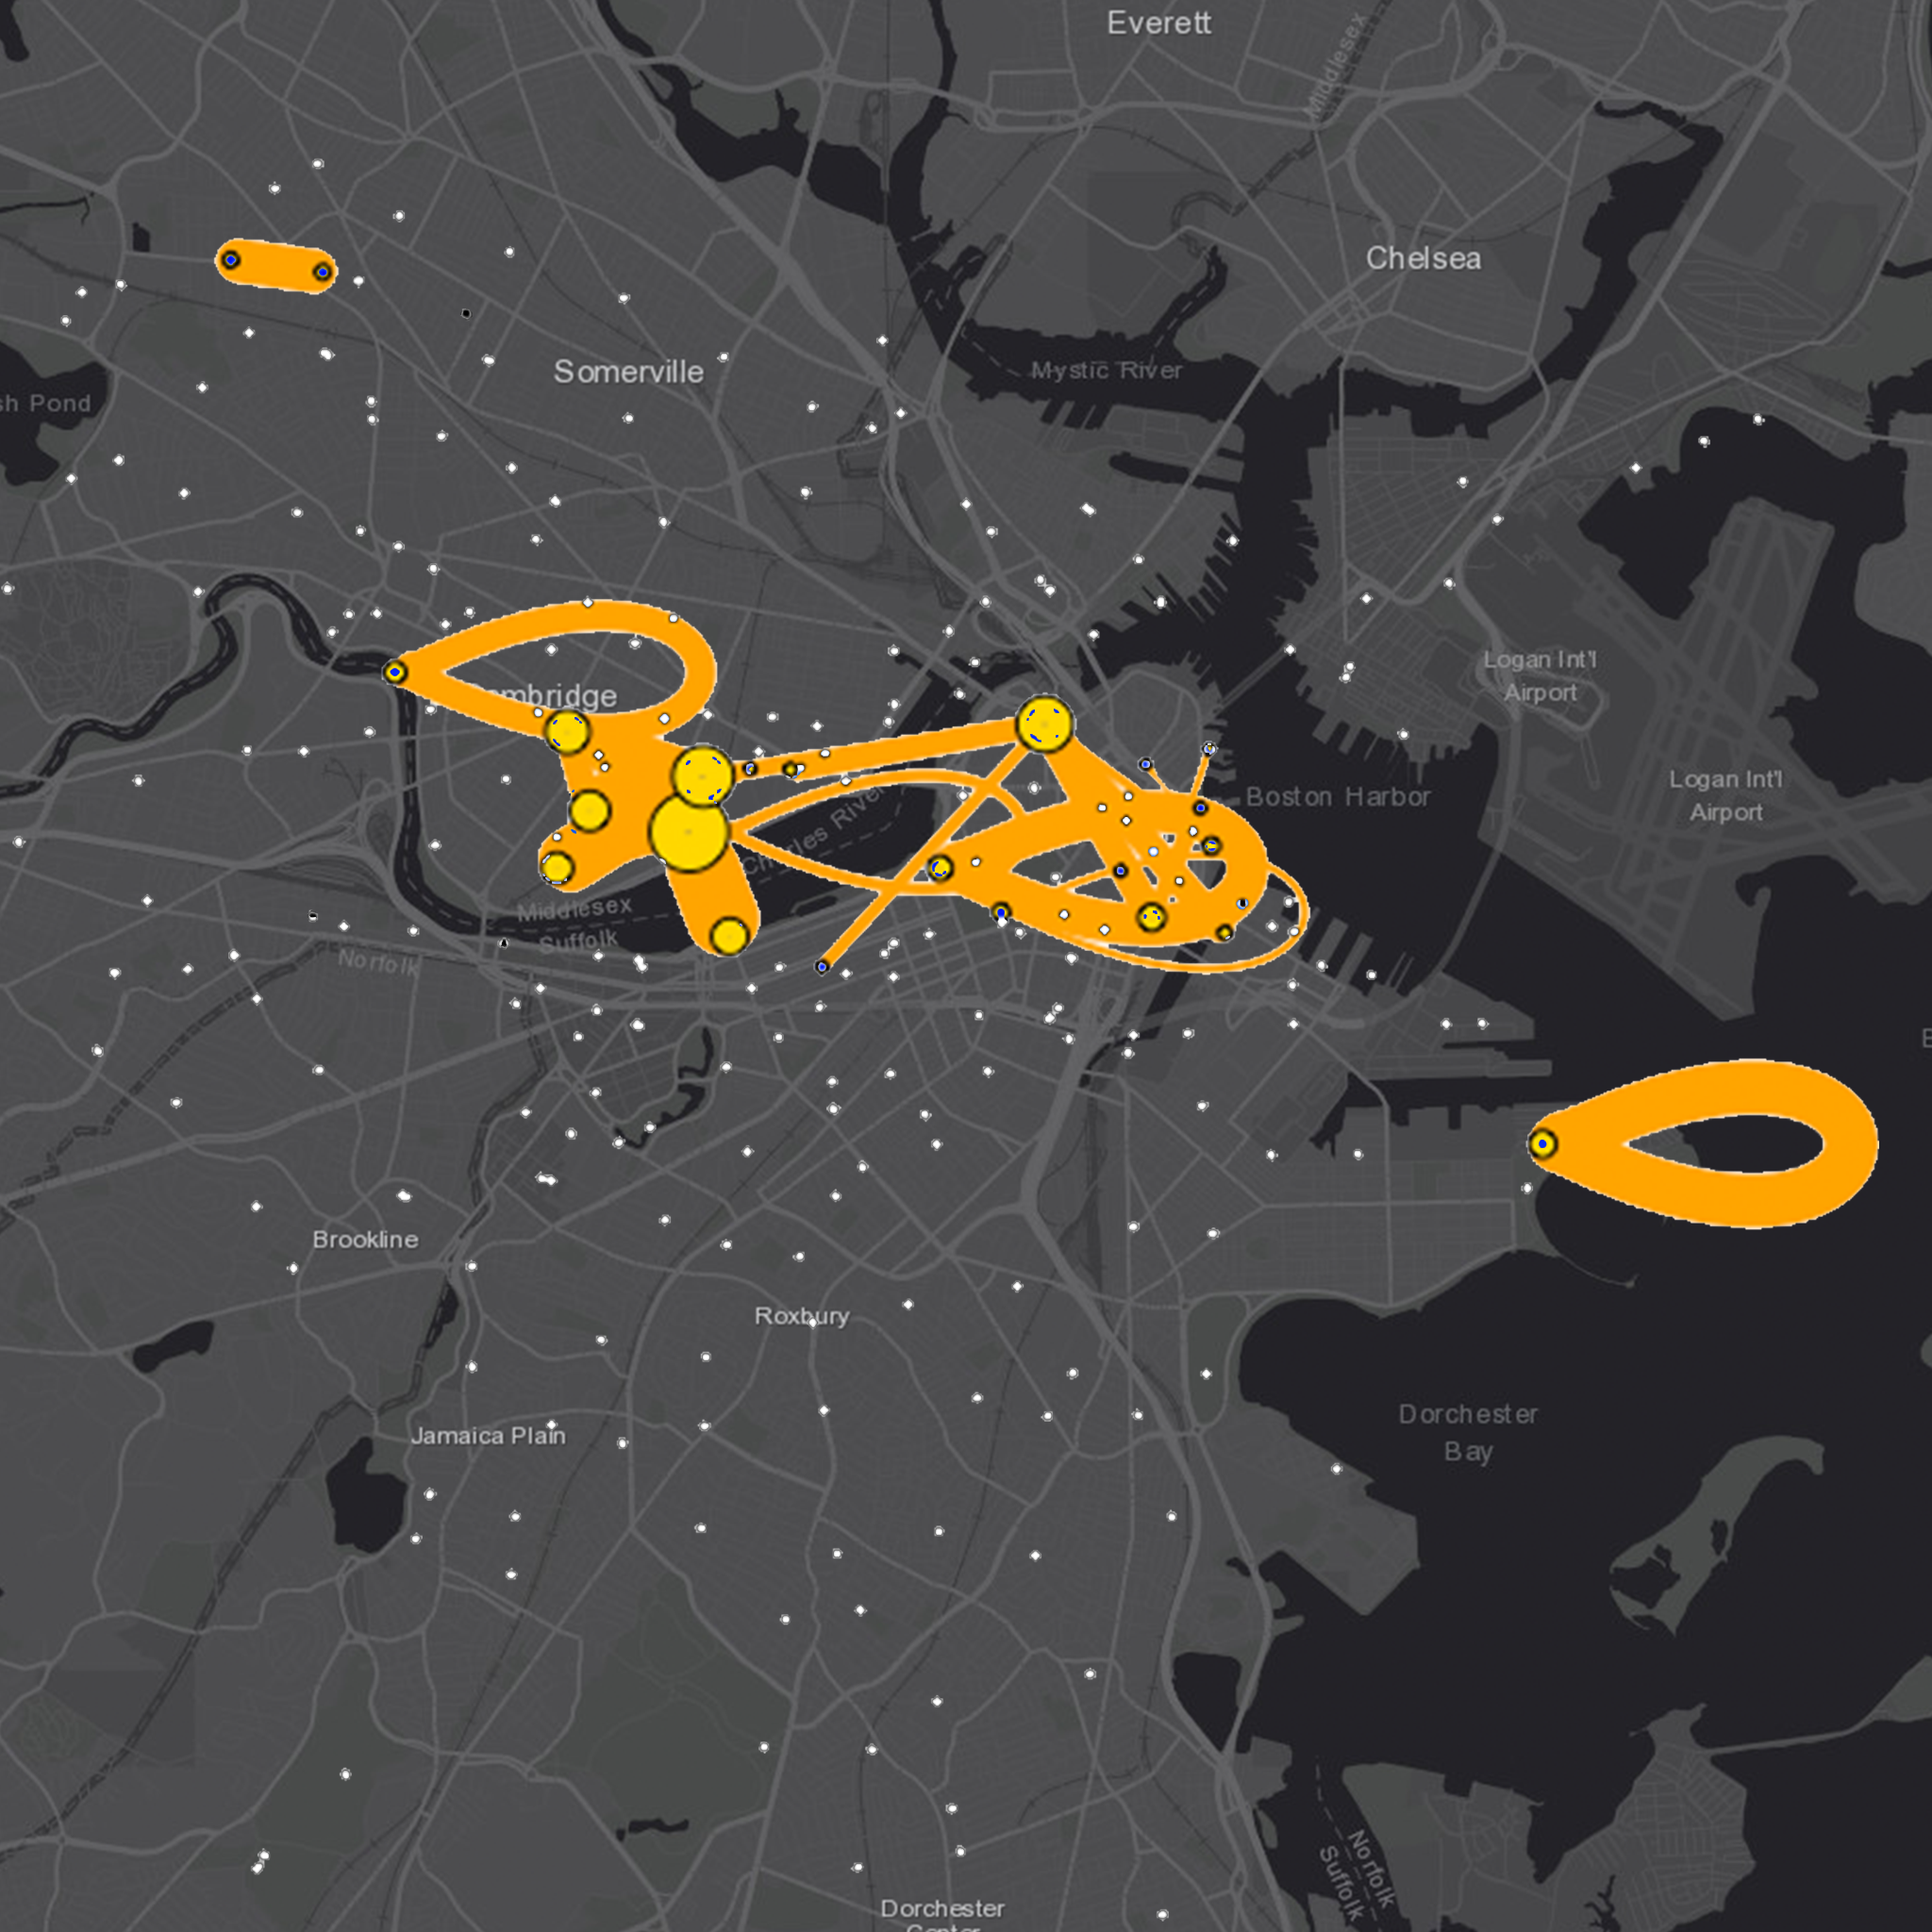 Everett
Middlesex
Chelsea
Somerville
Mystic River
sh Pond
Logan Int'l
Airport
ambridge
Logan Int'l
Airport
Boston Harbor
Charles River
Middlesex
Suffolk
Norfolk
Brookline
Roxbury
Dorchester
Bay
Jamaica Plain
Norfolk
Suffolk
Dorchester
Center